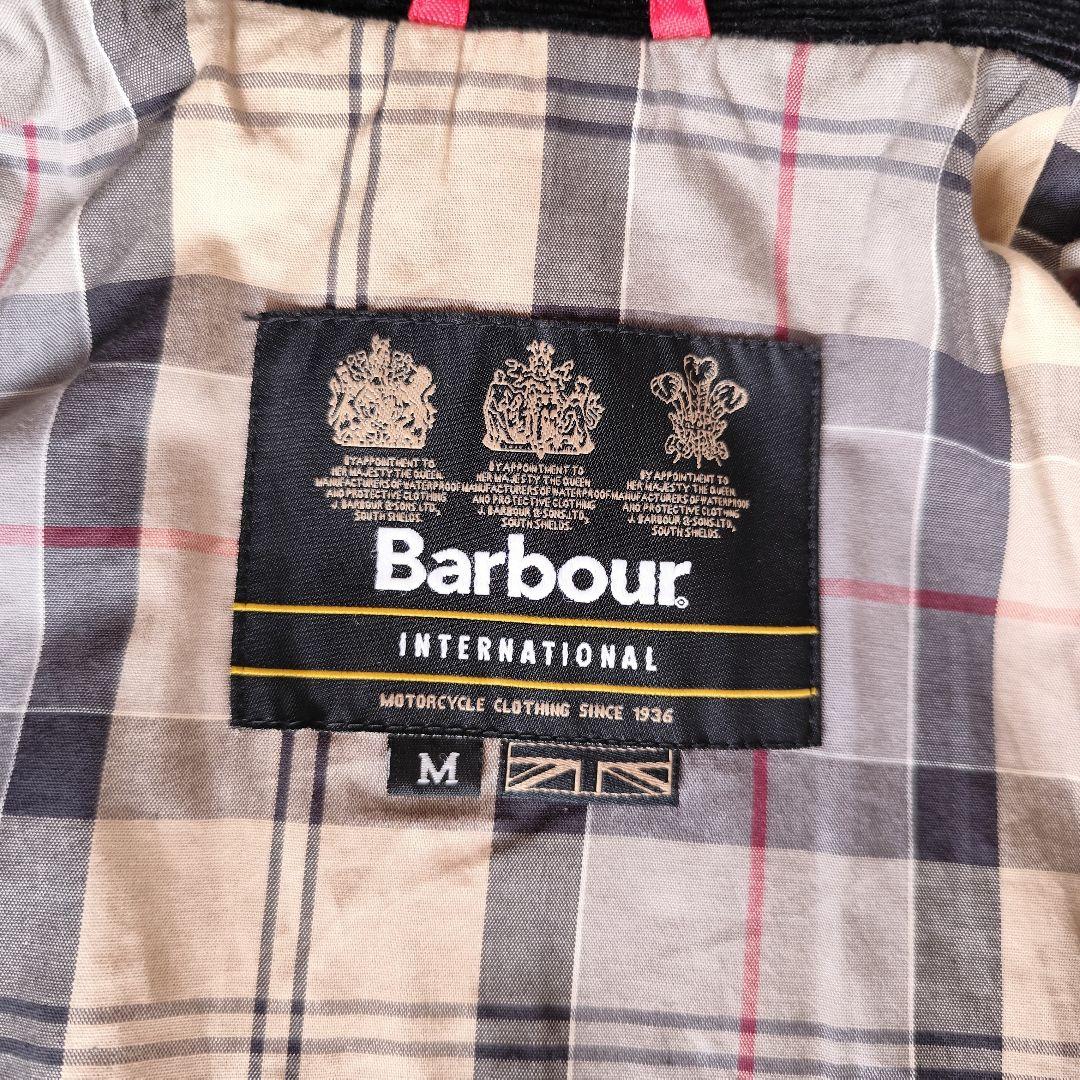 BY APPOINTMENT TO
HER MAJESTY THE QUEEN
MANUFACTURERS OF WATERPROOF
AND PROTECTIVE CLOTHING
J. BARBOUR & SONS LTD.
SOUTH SHIELDS.
BY APPOINTMENT TO
HER MAJESTY THE QUEEN
MANUFACTURERS OF WATERPROOF
AND PROTECTIVE CLOTHING
J. BARBOUR & SONS LTD.
SOUTH SHIELDS.
BY APPOINTMENT TO
HER MAJESTY THE QUEEN
MANUFACTURERS OF WATERPROOF
AND PROTECTIVE CLOTHING
J. BARBOUR & SONS LTD.
SOUTH SHIELDS.
Barbour®
INTERNATIONAL
MOTORCYCLE CLOTHING SINCE 1936
M